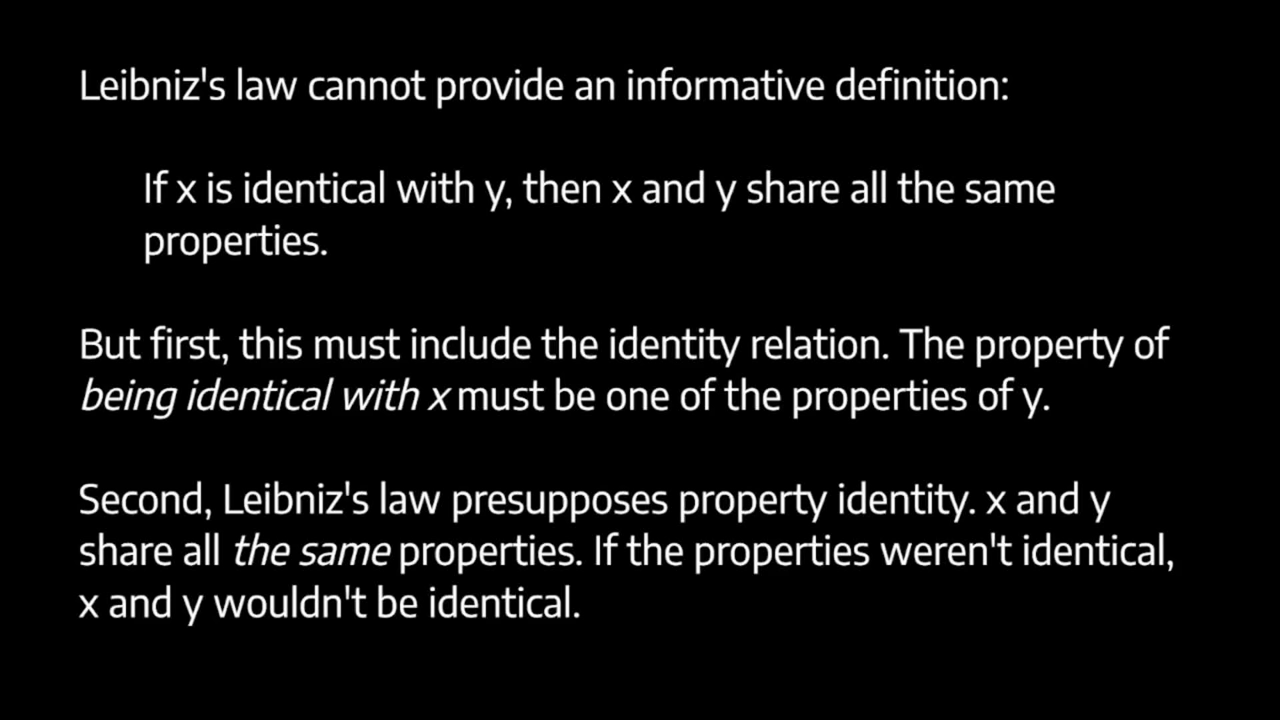 Leibniz's law cannot provide an informative definition:
If x is identical with y, then x and y share all the same
properties.
But first, this must include the identity relation. The property of
being identical with x must be one of the properties of y.
Second, Leibniz's law presupposes property identity. x and y
share all the same properties. If the properties weren't identical,
x and y wouldn't be identical.